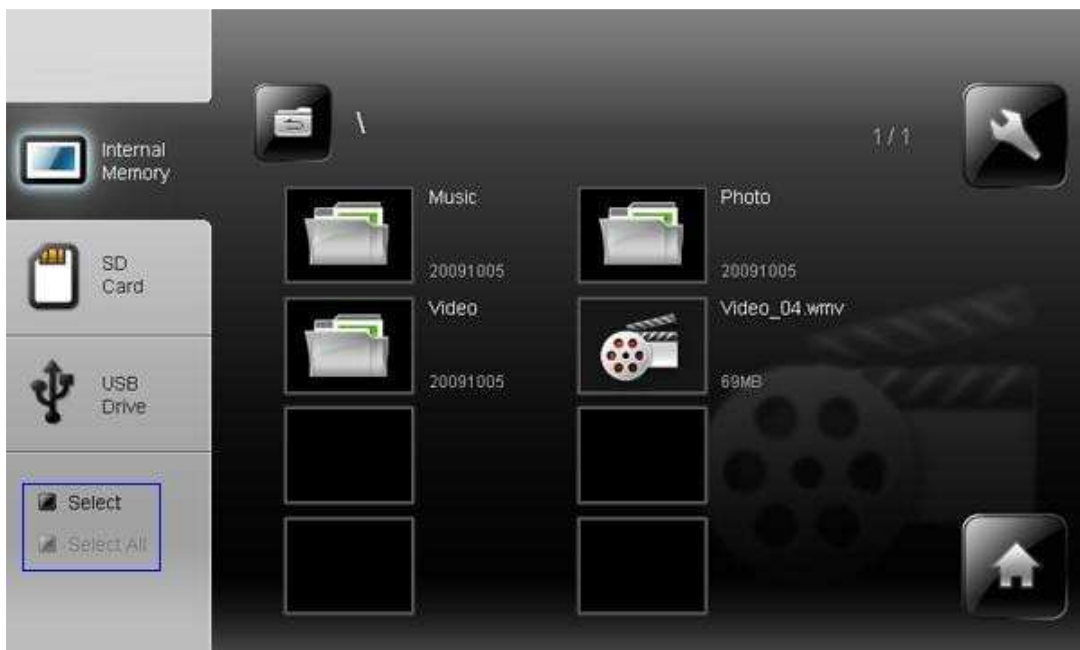 \
1 / 1
Internal
Memory
Music
Photo
20091005
20091005
SD
Card
Video
Video_04.wmv
20091005
69MB
USB
Drive
Select
Select All